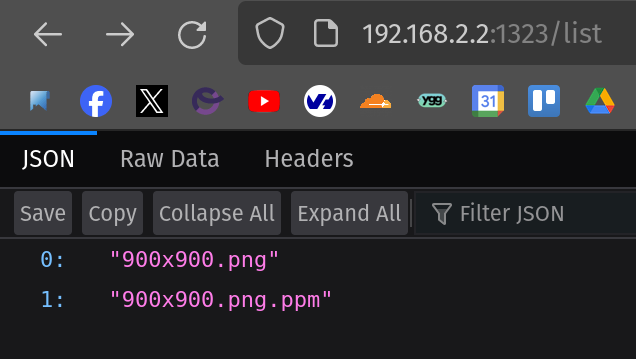 192.168.2.2:1323/list
ygg 31
JSON Raw Data Headers
Save Copy Collapse All Expand All Filter JSON
0: "900x900.png"
1: "900x900.png.ppm"